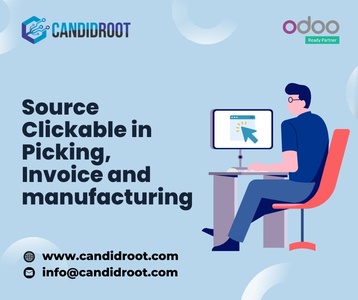 CANDIDROOT
odoo
Ready Partner
Source
Clickable in
Picking,
Invoice and
manufacturing
www.candidroot.com
info@candidroot.com